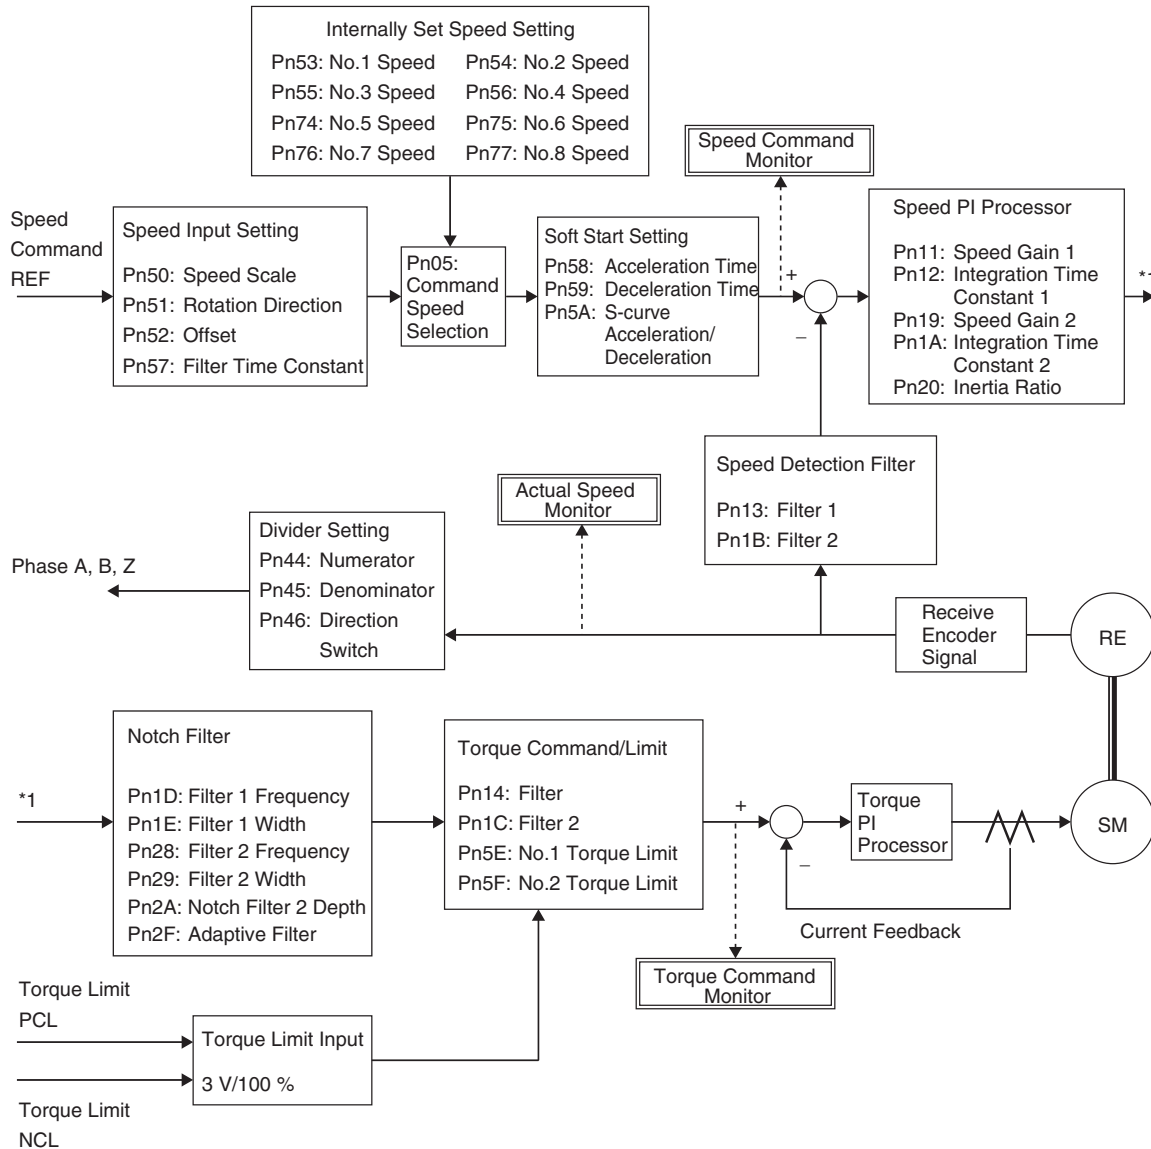 Internally Set Speed Setting
Pn53: No.1 Speed Pn54: No.2 Speed
Pn55: No.3 Speed Pn56: No.4 Speed
Pn74: No.5 Speed Pn75: No.6 Speed
Pn76: No.7 Speed Pn77: No.8 Speed
Speed Command
Monitor
Speed
Command
REF
Speed Input Setting
Pn50: Speed Scale
Pn51: Rotation Direction
Pn52: Offset
Pn57: Filter Time Constant
Pn05:
Command
Speed
Selection
Soft Start Setting
Pn58: Acceleration Time
Pn59: Deceleration Time
Pn5A: S-curve
Acceleration/
Deceleration
+
−
Speed PI Processor
Pn11: Speed Gain 1
Pn12: Integration Time
Constant 1
Pn19: Speed Gain 2
Pn1A: Integration Time
Constant 2
Pn20: Inertia Ratio
*1
Speed Detection Filter
Pn13: Filter 1
Pn1B: Filter 2
Actual Speed
Monitor
Divider Setting
Pn44: Numerator
Pn45: Denominator
Pn46: Direction
Switch
Phase A, B, Z
Receive
Encoder
Signal
RE
*1
Notch Filter
Pn1D: Filter 1 Frequency
Pn1E: Filter 1 Width
Pn28: Filter 2 Frequency
Pn29: Filter 2 Width
Pn2A: Notch Filter 2 Depth
Pn2F: Adaptive Filter
Torque Command/Limit
Pn14: Filter
Pn1C: Filter 2
Pn5E: No.1 Torque Limit
Pn5F: No.2 Torque Limit
+
−
Torque
PI
Processor
SM
Current Feedback
Torque Command
Monitor
Torque Limit
PCL
Torque Limit Input
3 V/100 %
Torque Limit
NCL